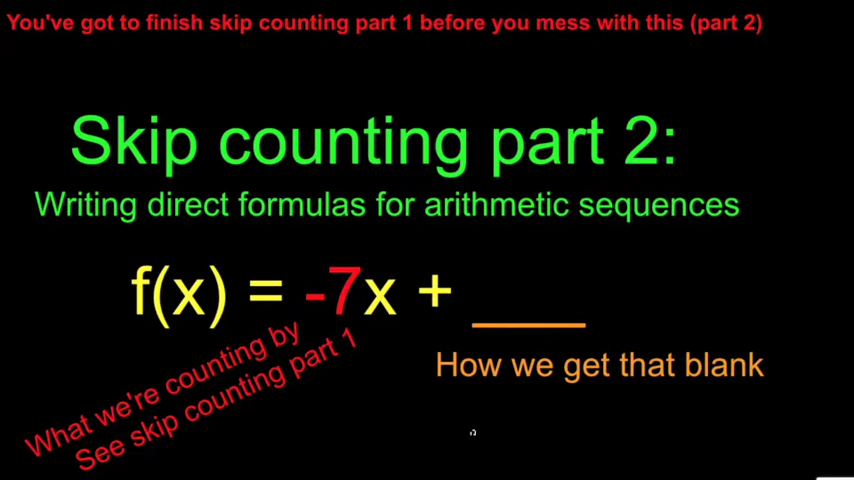 You've got to finish skip counting part 1 before you mess with this (part 2)
Skip counting part 2:
Writing direct formulas for arithmetic sequences
f(x) = -7x + ____
What we're counting by
See skip counting part 1
How we get that blank